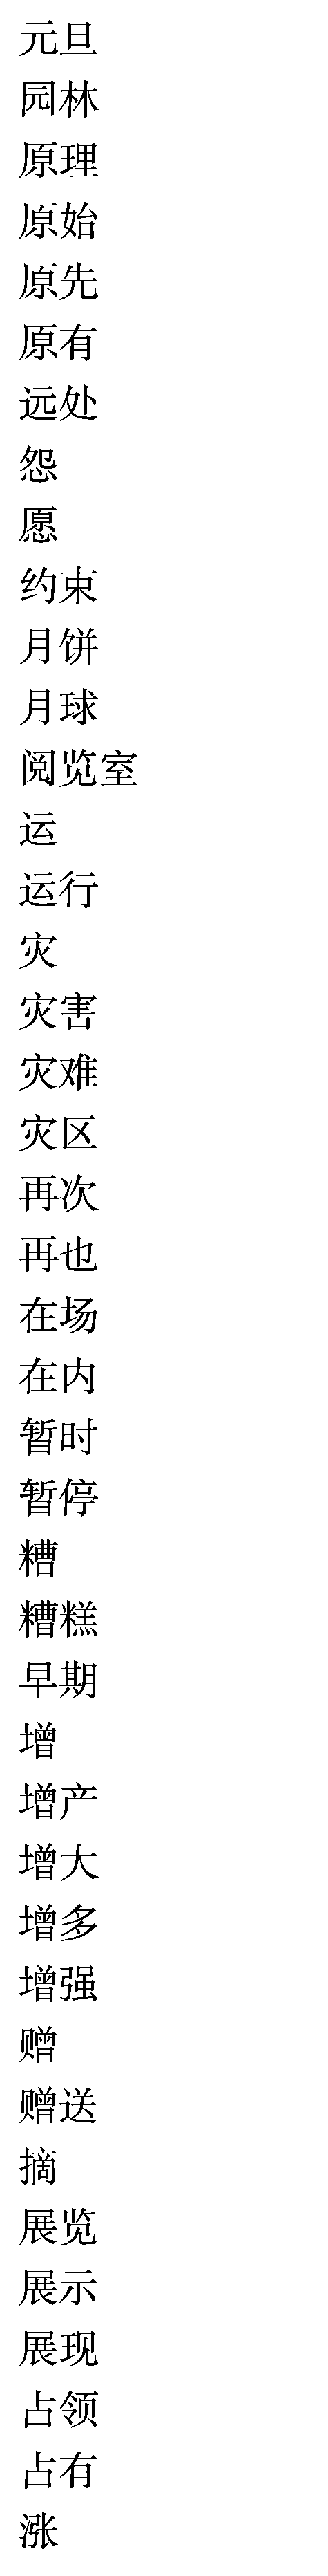 元旦
园林
原理
原始
原先
原有
远处
怨
愿
约束
月饼
月球
阅览室
运
运行
灾
灾害
灾难
灾区
再次
再也
在场
在内
暂时
暂停
糟
糟糕
早期
增
增产
增大
增多
增强
赠
赠送
摘
展览
展示
展现
占领
占有
涨